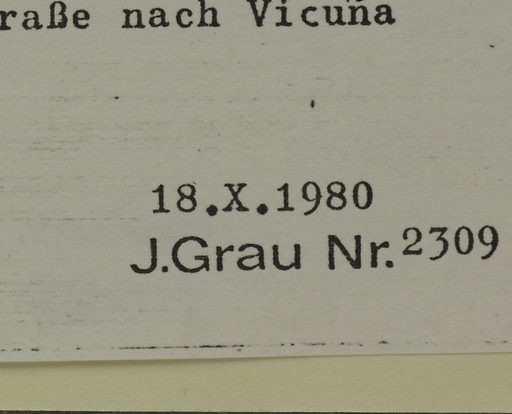 raße nach Vicuña
18.X.1980
J.Grau Nr.2309